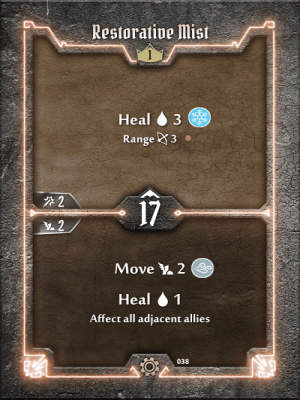 Restorative Mist
1
Heal 3
Range 3
2
17
2
Move 2
Heal 1
Affect all adjacent allies
038